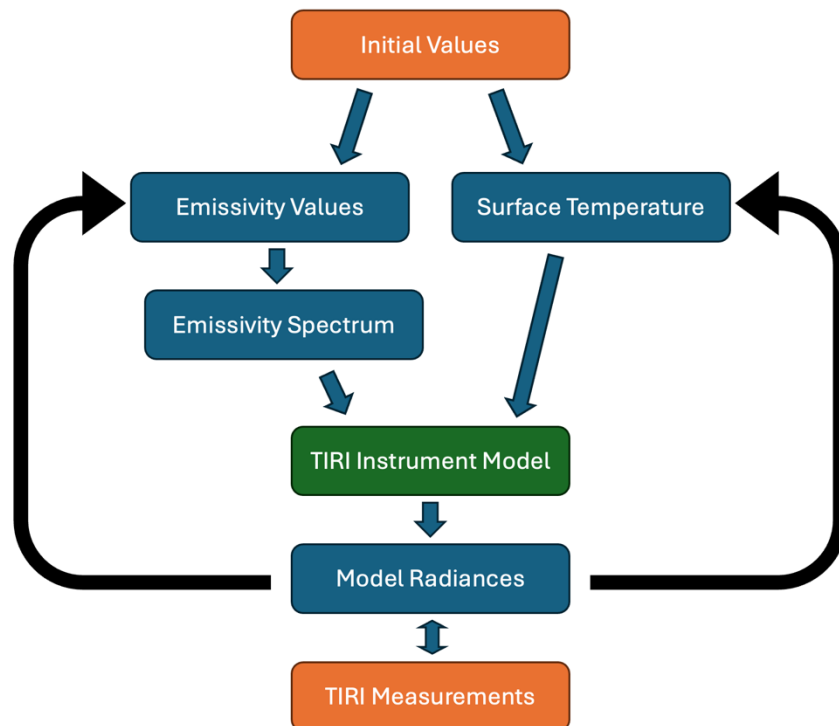 Initial Values
Emissivity Values
Surface Temperature
Emissivity Spectrum
TIRI Instrument Model
Model Radiances
TIRI Measurements